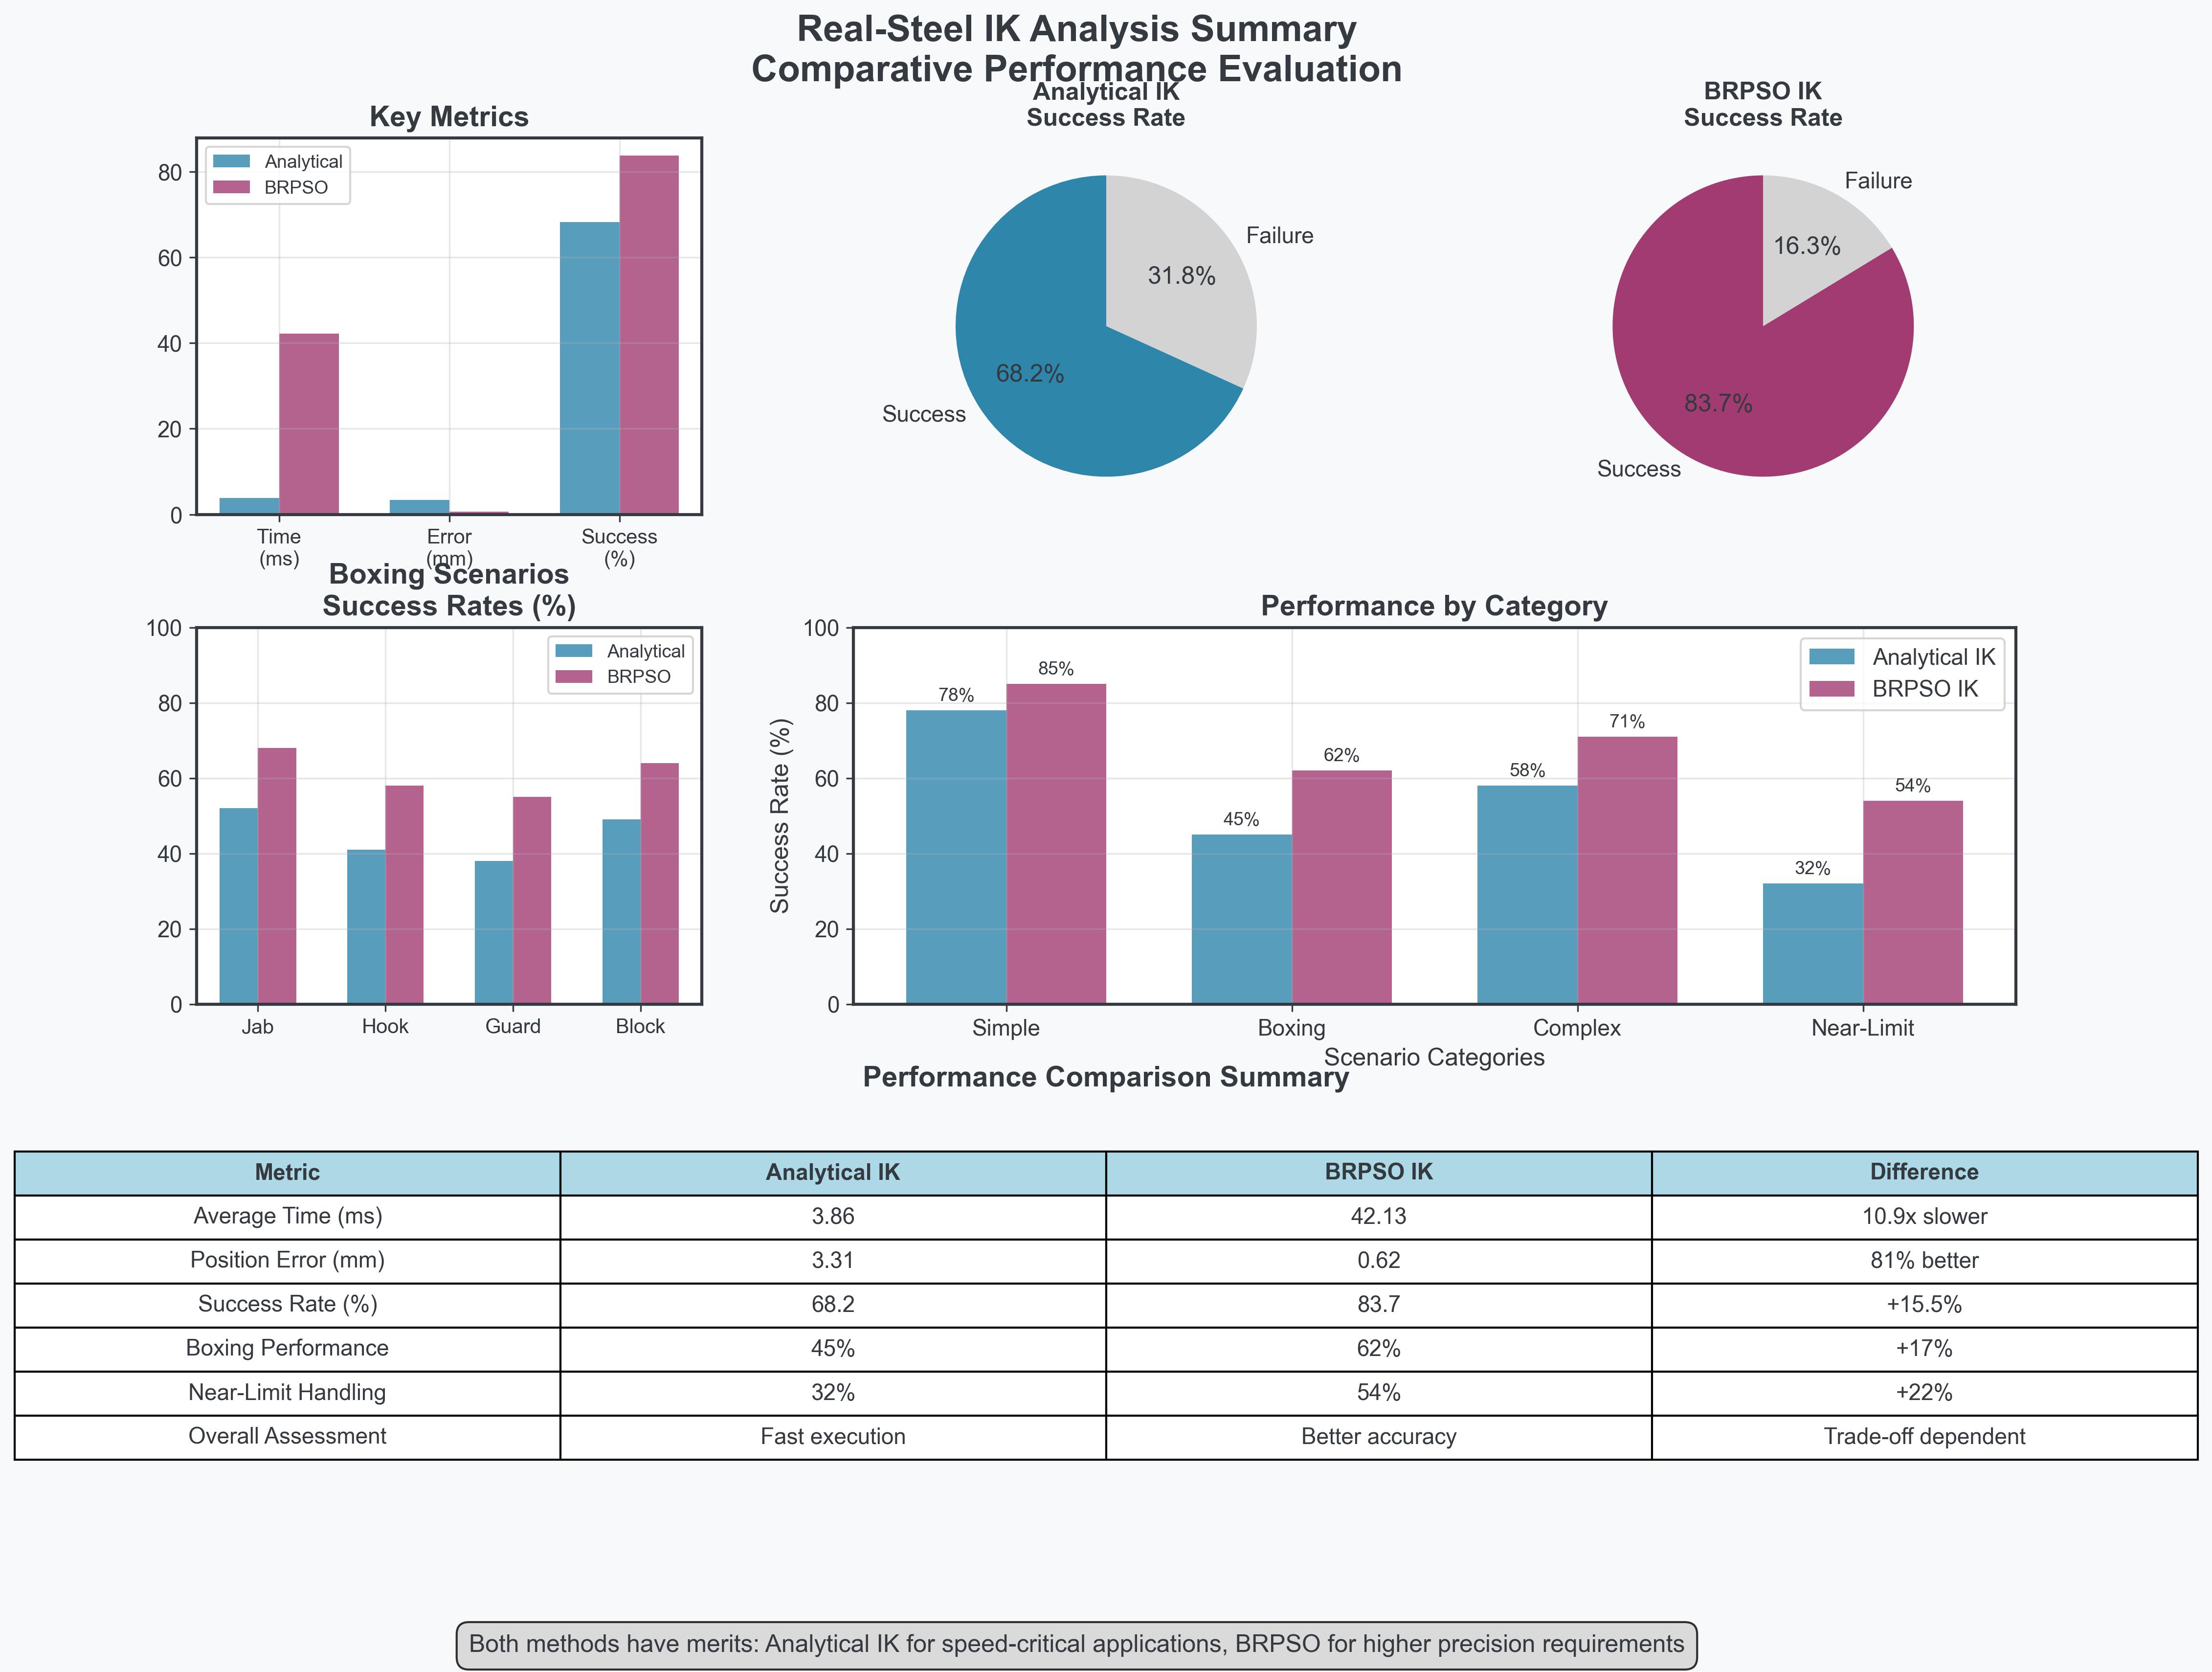 Real-Steel IK Analysis Summary
Comparative Performance Evaluation
Key Metrics
Analytical
BRPSO
80
60
40
20
0
Time
(ms)
Error
(mm)
Success
(%)
Analytical IK
Success Rate
Failure
31.8%
68.2%
Success
BRPSO IK
Success Rate
Failure
16.3%
83.7%
Success
Boxing Scenarios
Success Rates (%)
Analytical
BRPSO
100
80
60
40
20
0
Jab
Hook
Guard
Block
Performance by Category
Analytical IK
BRPSO IK
Success Rate (%)
100
80
60
40
20
0
78%
85%
45%
62%
58%
71%
32%
54%
Simple
Boxing
Complex
Near-Limit
Scenario Categories
Performance Comparison Summary
Metric Analytical IK BRPSO IK Difference
Average Time (ms) 3.86 42.13 10.9x slower
Position Error (mm) 3.31 0.62 81% better
Success Rate (%) 68.2 83.7 +15.5%
Boxing Performance 45% 62% +17%
Near-Limit Handling 32% 54% +22%
Overall Assessment Fast execution Better accuracy Trade-off dependent
Both methods have merits: Analytical IK for speed-critical applications, BRPSO for higher precision requirements